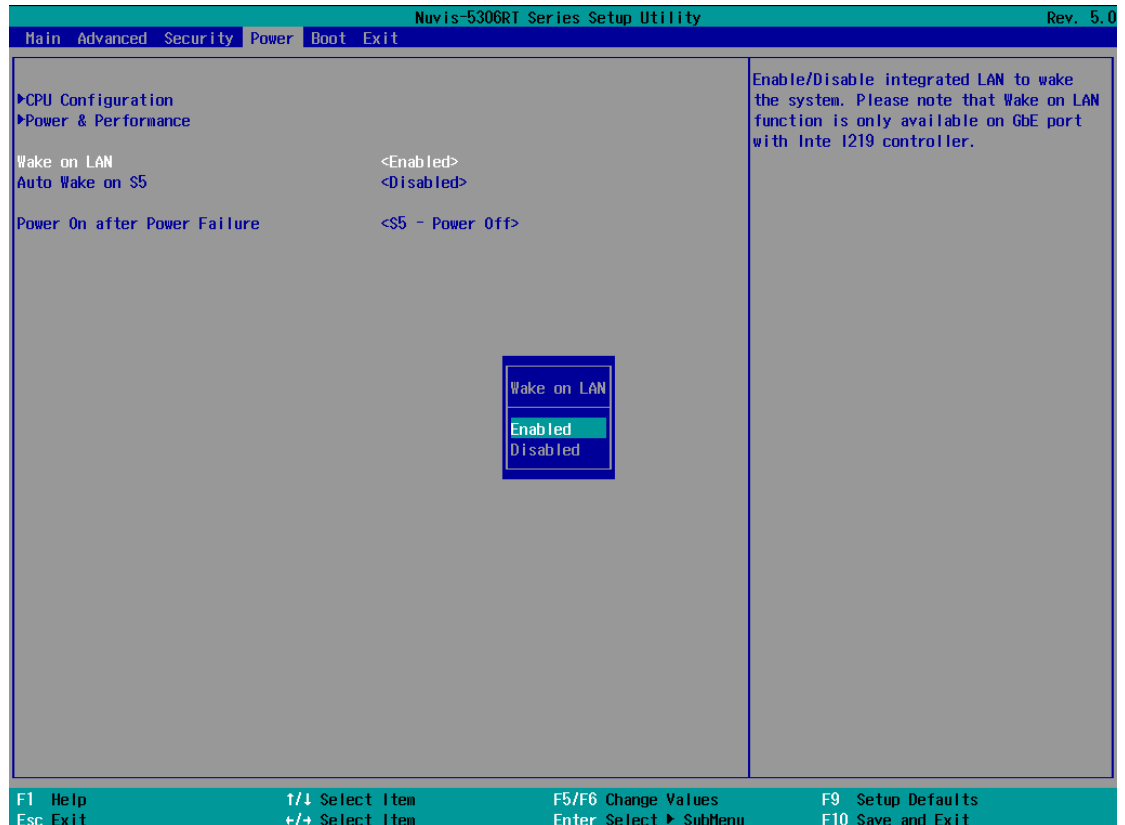 Nuvis-5306RT Series Setup Utility Rev. 5.0
Main Advanced Security Power Boot Exit
▶CPU Configuration
▶Power & Performance
Wake on LAN <Enabled>
Auto Wake on S5 <Disabled>
Power On after Power Failure <S5 - Power Off>
Enable/Disable integrated LAN to wake
the system. Please note that Wake on LAN
function is only available on GbE port
with Inte I219 controller.
Wake on LAN
Enabled
Disabled
F1 Help ↑/↓ Select Item F5/F6 Change Values F9 Setup Defaults
Esc Exit ←/→ Select Item Enter Select ▶ SubMenu F10 Save and Exit